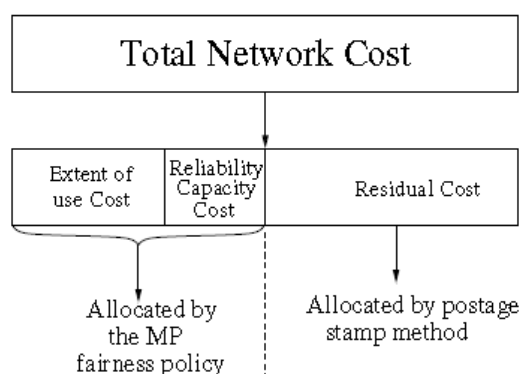 Total Network Cost
Extent of
use Cost
Reliability
Capacity
Cost
Residual Cost
Allocated by
the MP
fairness policy
Allocated by postage
stamp method